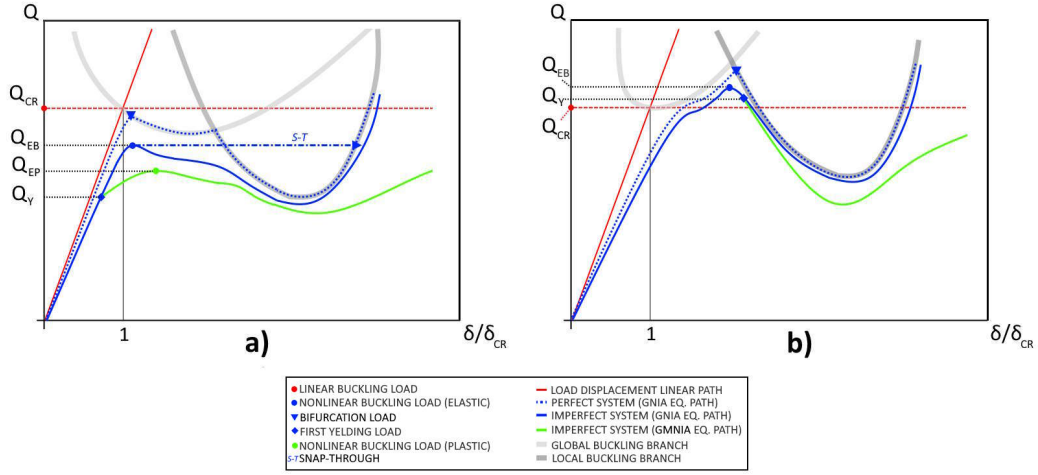 Q
Q_CR
Q_EB
Q_EP
Q_Y
S-T
1
δ/δ_CR
a)
Q
Q_EB
Q_Y
Q_CR
1
δ/δ_CR
b)
LINEAR BUCKLING LOAD
NONLINEAR BUCKLING LOAD (ELASTIC)
BIFURCATION LOAD
FIRST YELDING LOAD
NONLINEAR BUCKLING LOAD (PLASTIC)
S-T SNAP-THROUGH
LOAD DISPLACEMENT LINEAR PATH
PERFECT SYSTEM (GNIA EQ. PATH)
IMPERFECT SYSTEM (GNIA EQ. PATH)
IMPERFECT SYSTEM (GMNIA EQ. PATH)
GLOBAL BUCKLING BRANCH
LOCAL BUCKLING BRANCH